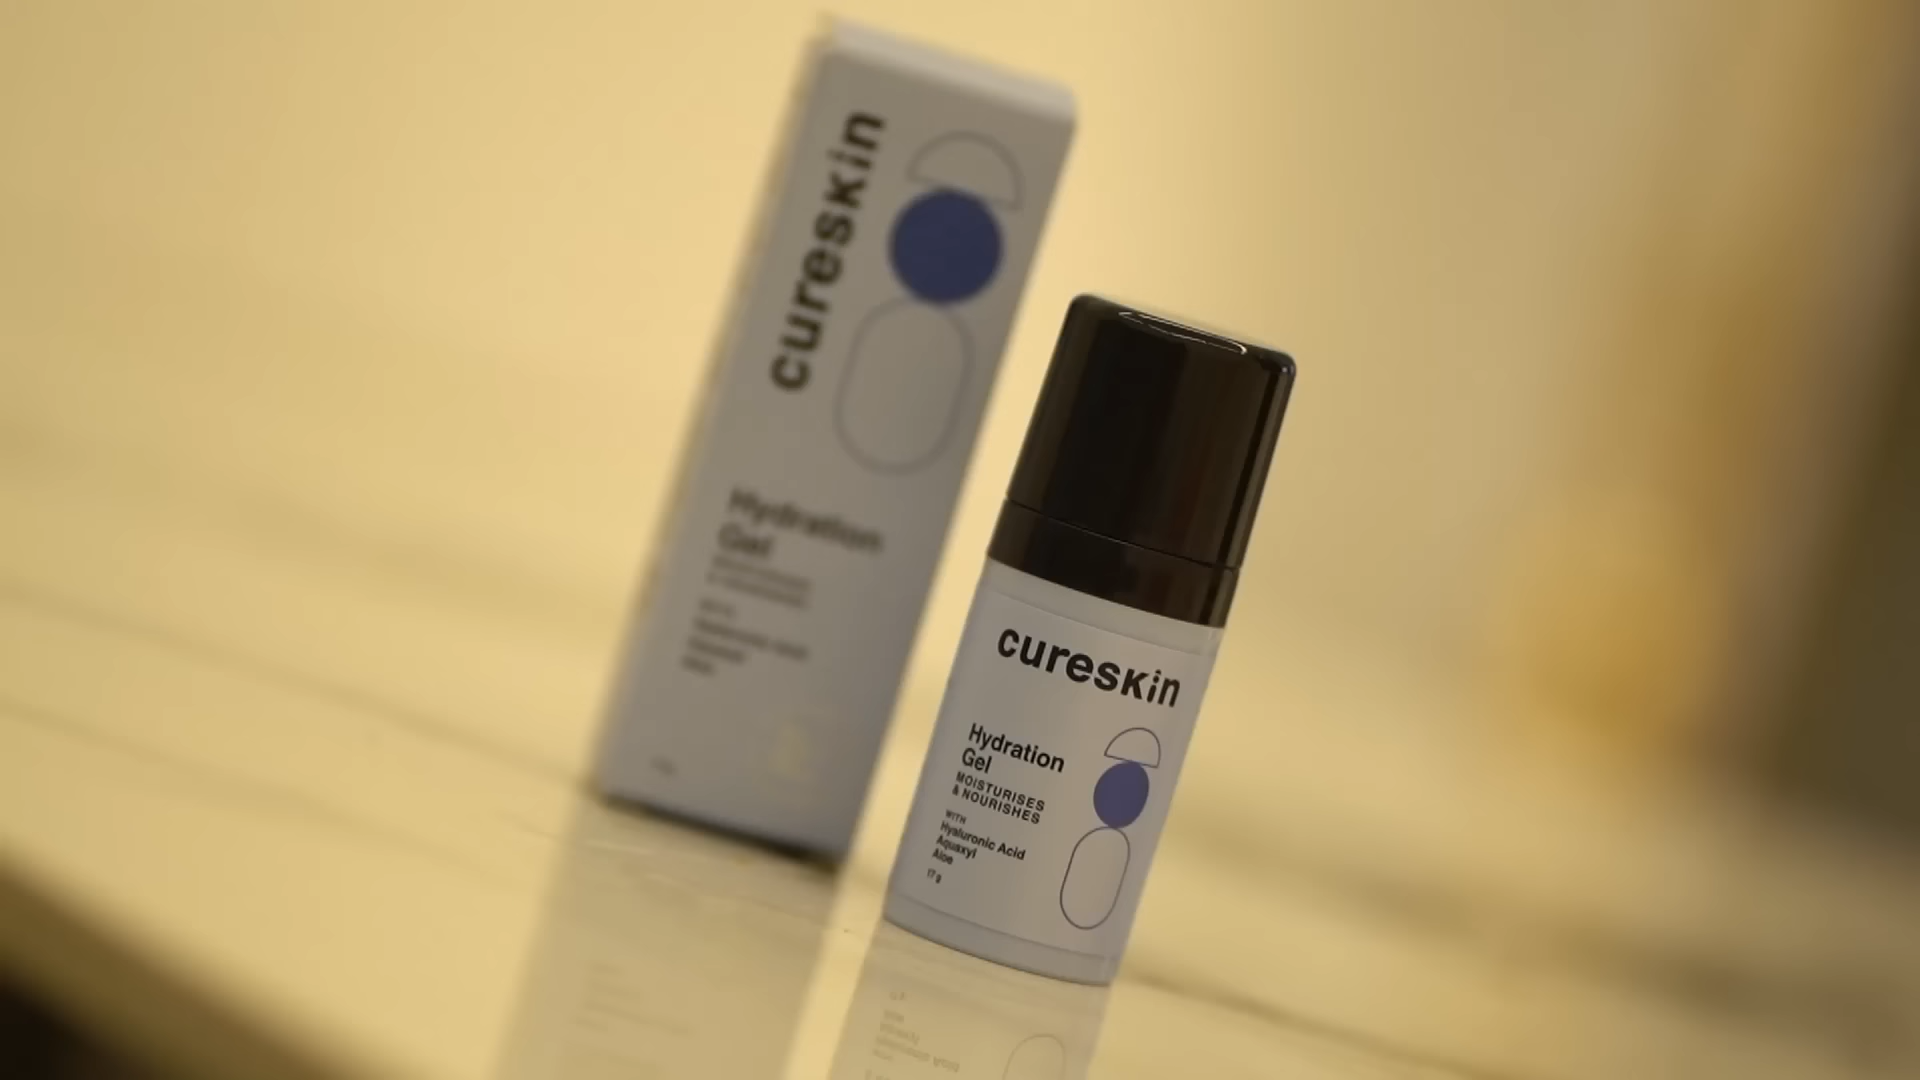 cureskin
Hydration
Gel
cureskin
Hydration
Gel
MOISTURISES
& NOURISHES
WITH
Hyaluronic Acid
Aquaxyl
Aloe
17 g